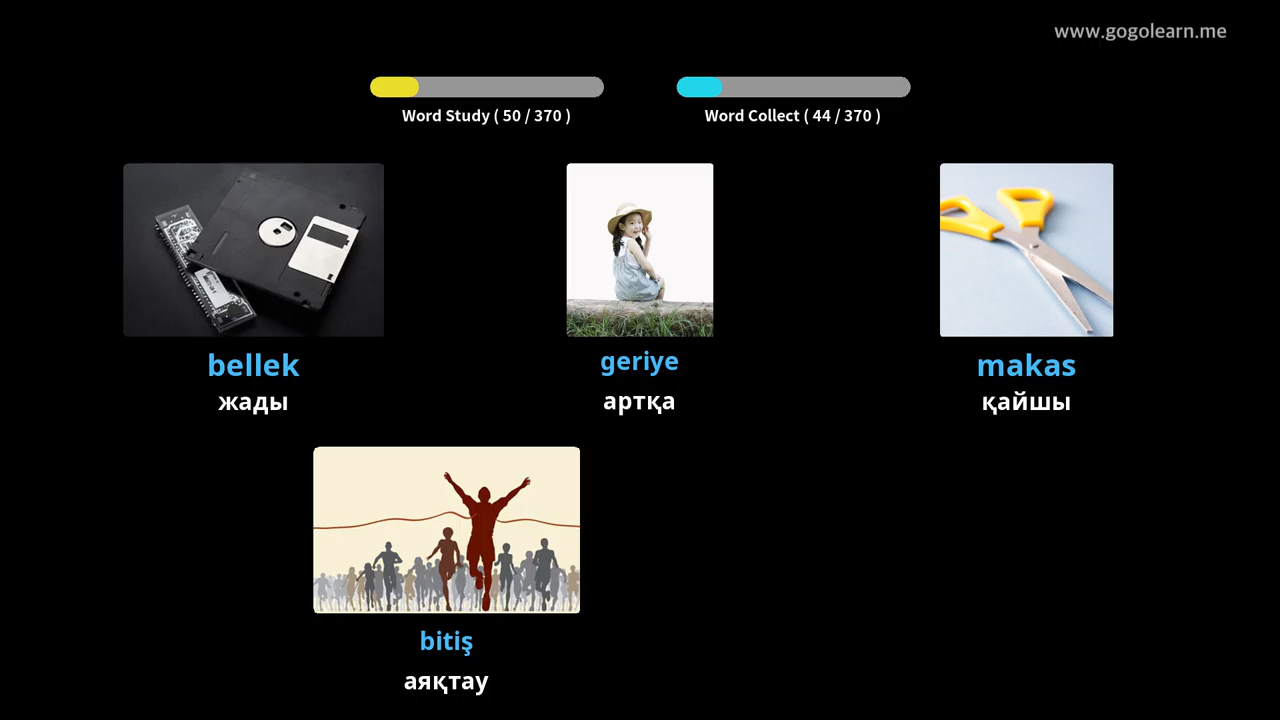 www.gogolearn.me
Word Study ( 50 / 370 )
Word Collect ( 44 / 370 )
bellek
жады
geriye
артқа
makas
қайшы
bitiş
аяқтау